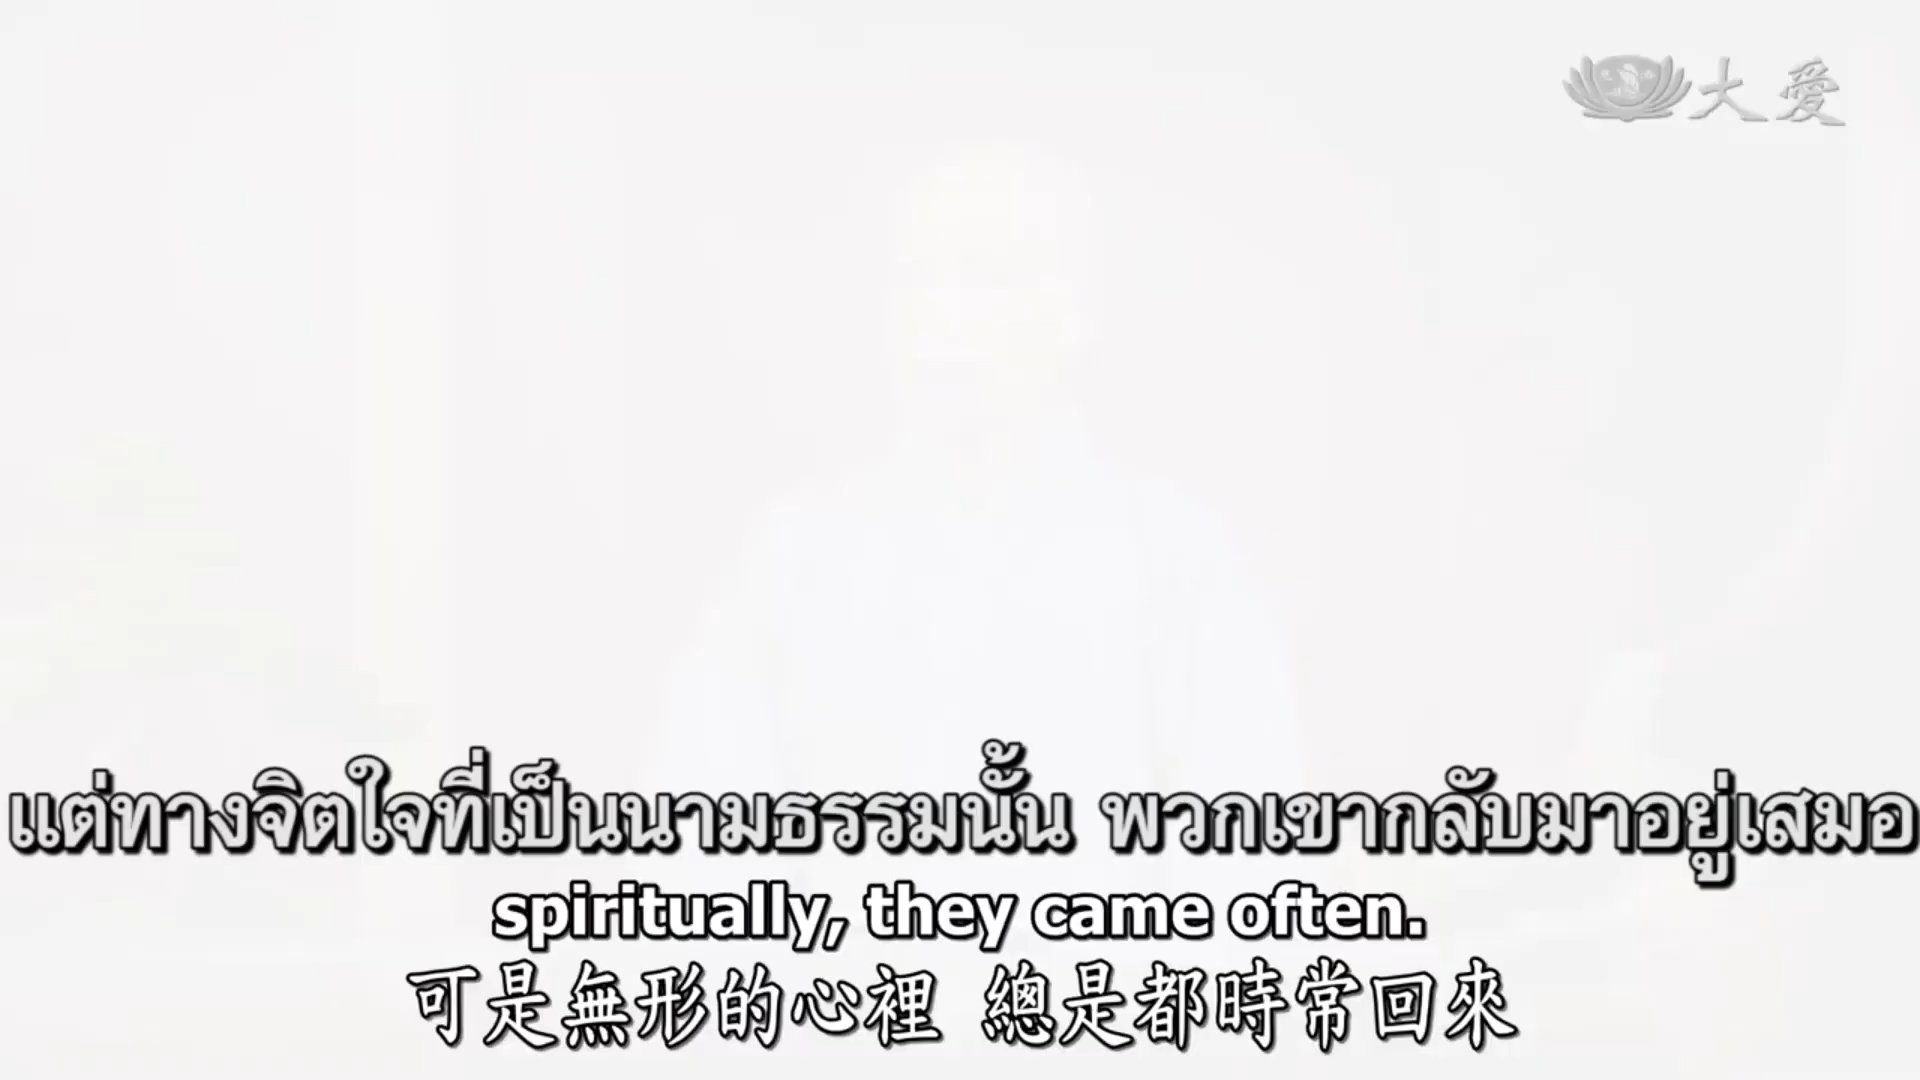 大愛
แต่ทางจิตใจที่เป็นนามธรรมนั้น พวกเขากลับมาอยู่เสมอ
spiritually, they came often.
可是無形的心裡 總是都時常回來